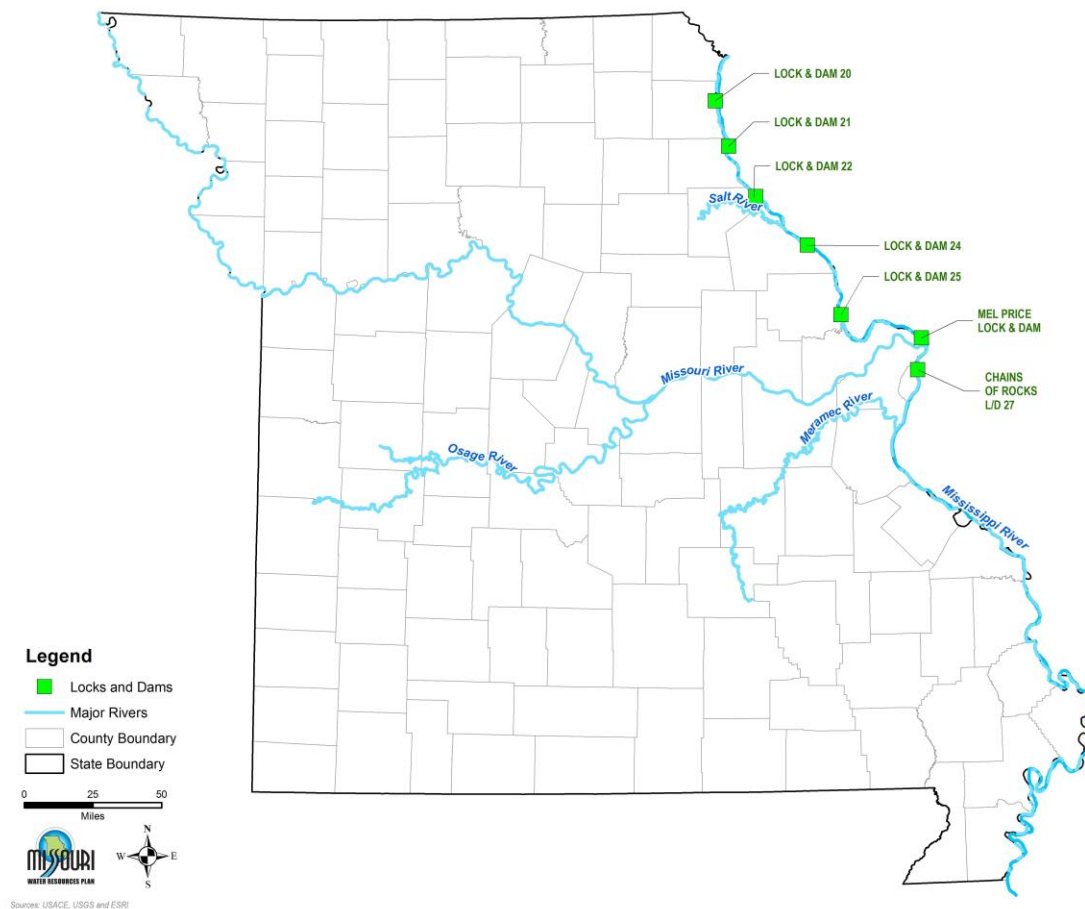 LOCK & DAM 20
LOCK & DAM 21
LOCK & DAM 22
Salt River
LOCK & DAM 24
LOCK & DAM 25
MEL PRICE
LOCK & DAM
CHAINS
OF ROCKS
L/D 27
Missouri River
Meramec River
Osage River
Mississippi River
Legend
Locks and Dams
Major Rivers
County Boundary
State Boundary
0 25 50
Miles
MISSOURI
WATER RESOURCES PLAN
N
W E
S
Sources: USACE, USGS and ESRI